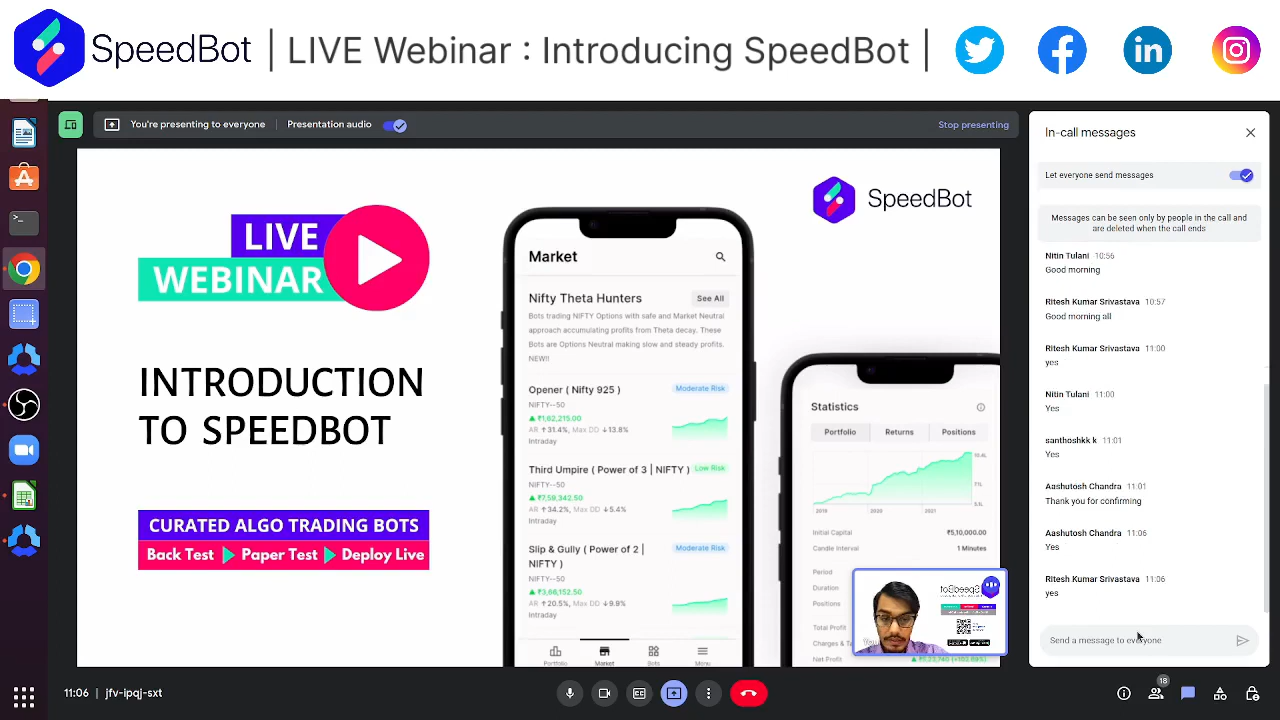 SpeedBot | LIVE Webinar : Introducing SpeedBot |
You're presenting to everyone
Presentation audio
Stop presenting
LIVE
WEBINAR
INTRODUCTION
TO SPEEDBOT
CURATED ALGO TRADING BOTS
Back Test Paper Test Deploy Live
SpeedBot
Market
Nifty Theta Hunters
See All
Bots trading NIFTY Options with safe and Market Neutral
approach accumulating profits from Theta decay. These
Bots are Options Neutral making slow and steady profits.
NEW!!
Opener ( Nifty 925 )
Moderate Risk
NIFTY--50
▲ ₹1,62,215.00
AR ↑31.4%, Max DD ↓13.8%
Intraday
Third Umpire ( Power of 3 | NIFTY )
Low Risk
NIFTY--50
▲ ₹7,59,342.50
AR ↑34.2%, Max DD ↓5.4%
Intraday
Slip & Gully ( Power of 2 |
NIFTY )
Moderate Risk
NIFTY--50
▲ ₹3,66,152.50
AR ↑20.5%, Max DD ↓9.9%
Intraday
Portfolio
Market
Bots
Menu
Statistics
Portfolio
Returns
Positions
2019
2020
2021
Initial Capital ₹5,10,000.00
Candle Interval 1 Minutes
Period
Duration
Positions
Total Profit
Charges & Ta
Net Profit
In-call messages
Let everyone send messages
Messages can be seen only by people in the call and
are deleted when the call ends
Nitin Tulani 10:56
Good morning
Ritesh Kumar Srivastava 10:57
Good morning all
Ritesh Kumar Srivastava 11:00
yes
Nitin Tulani 11:00
Yes
santhoshkk k 11:01
Yes
Aashutosh Chandra 11:01
Thank you for confirming
Aashutosh Chandra 11:06
Yes
Ritesh Kumar Srivastava 11:06
yes
Send a message to everyone
11:06 | jfv-ipqj-sxt
18